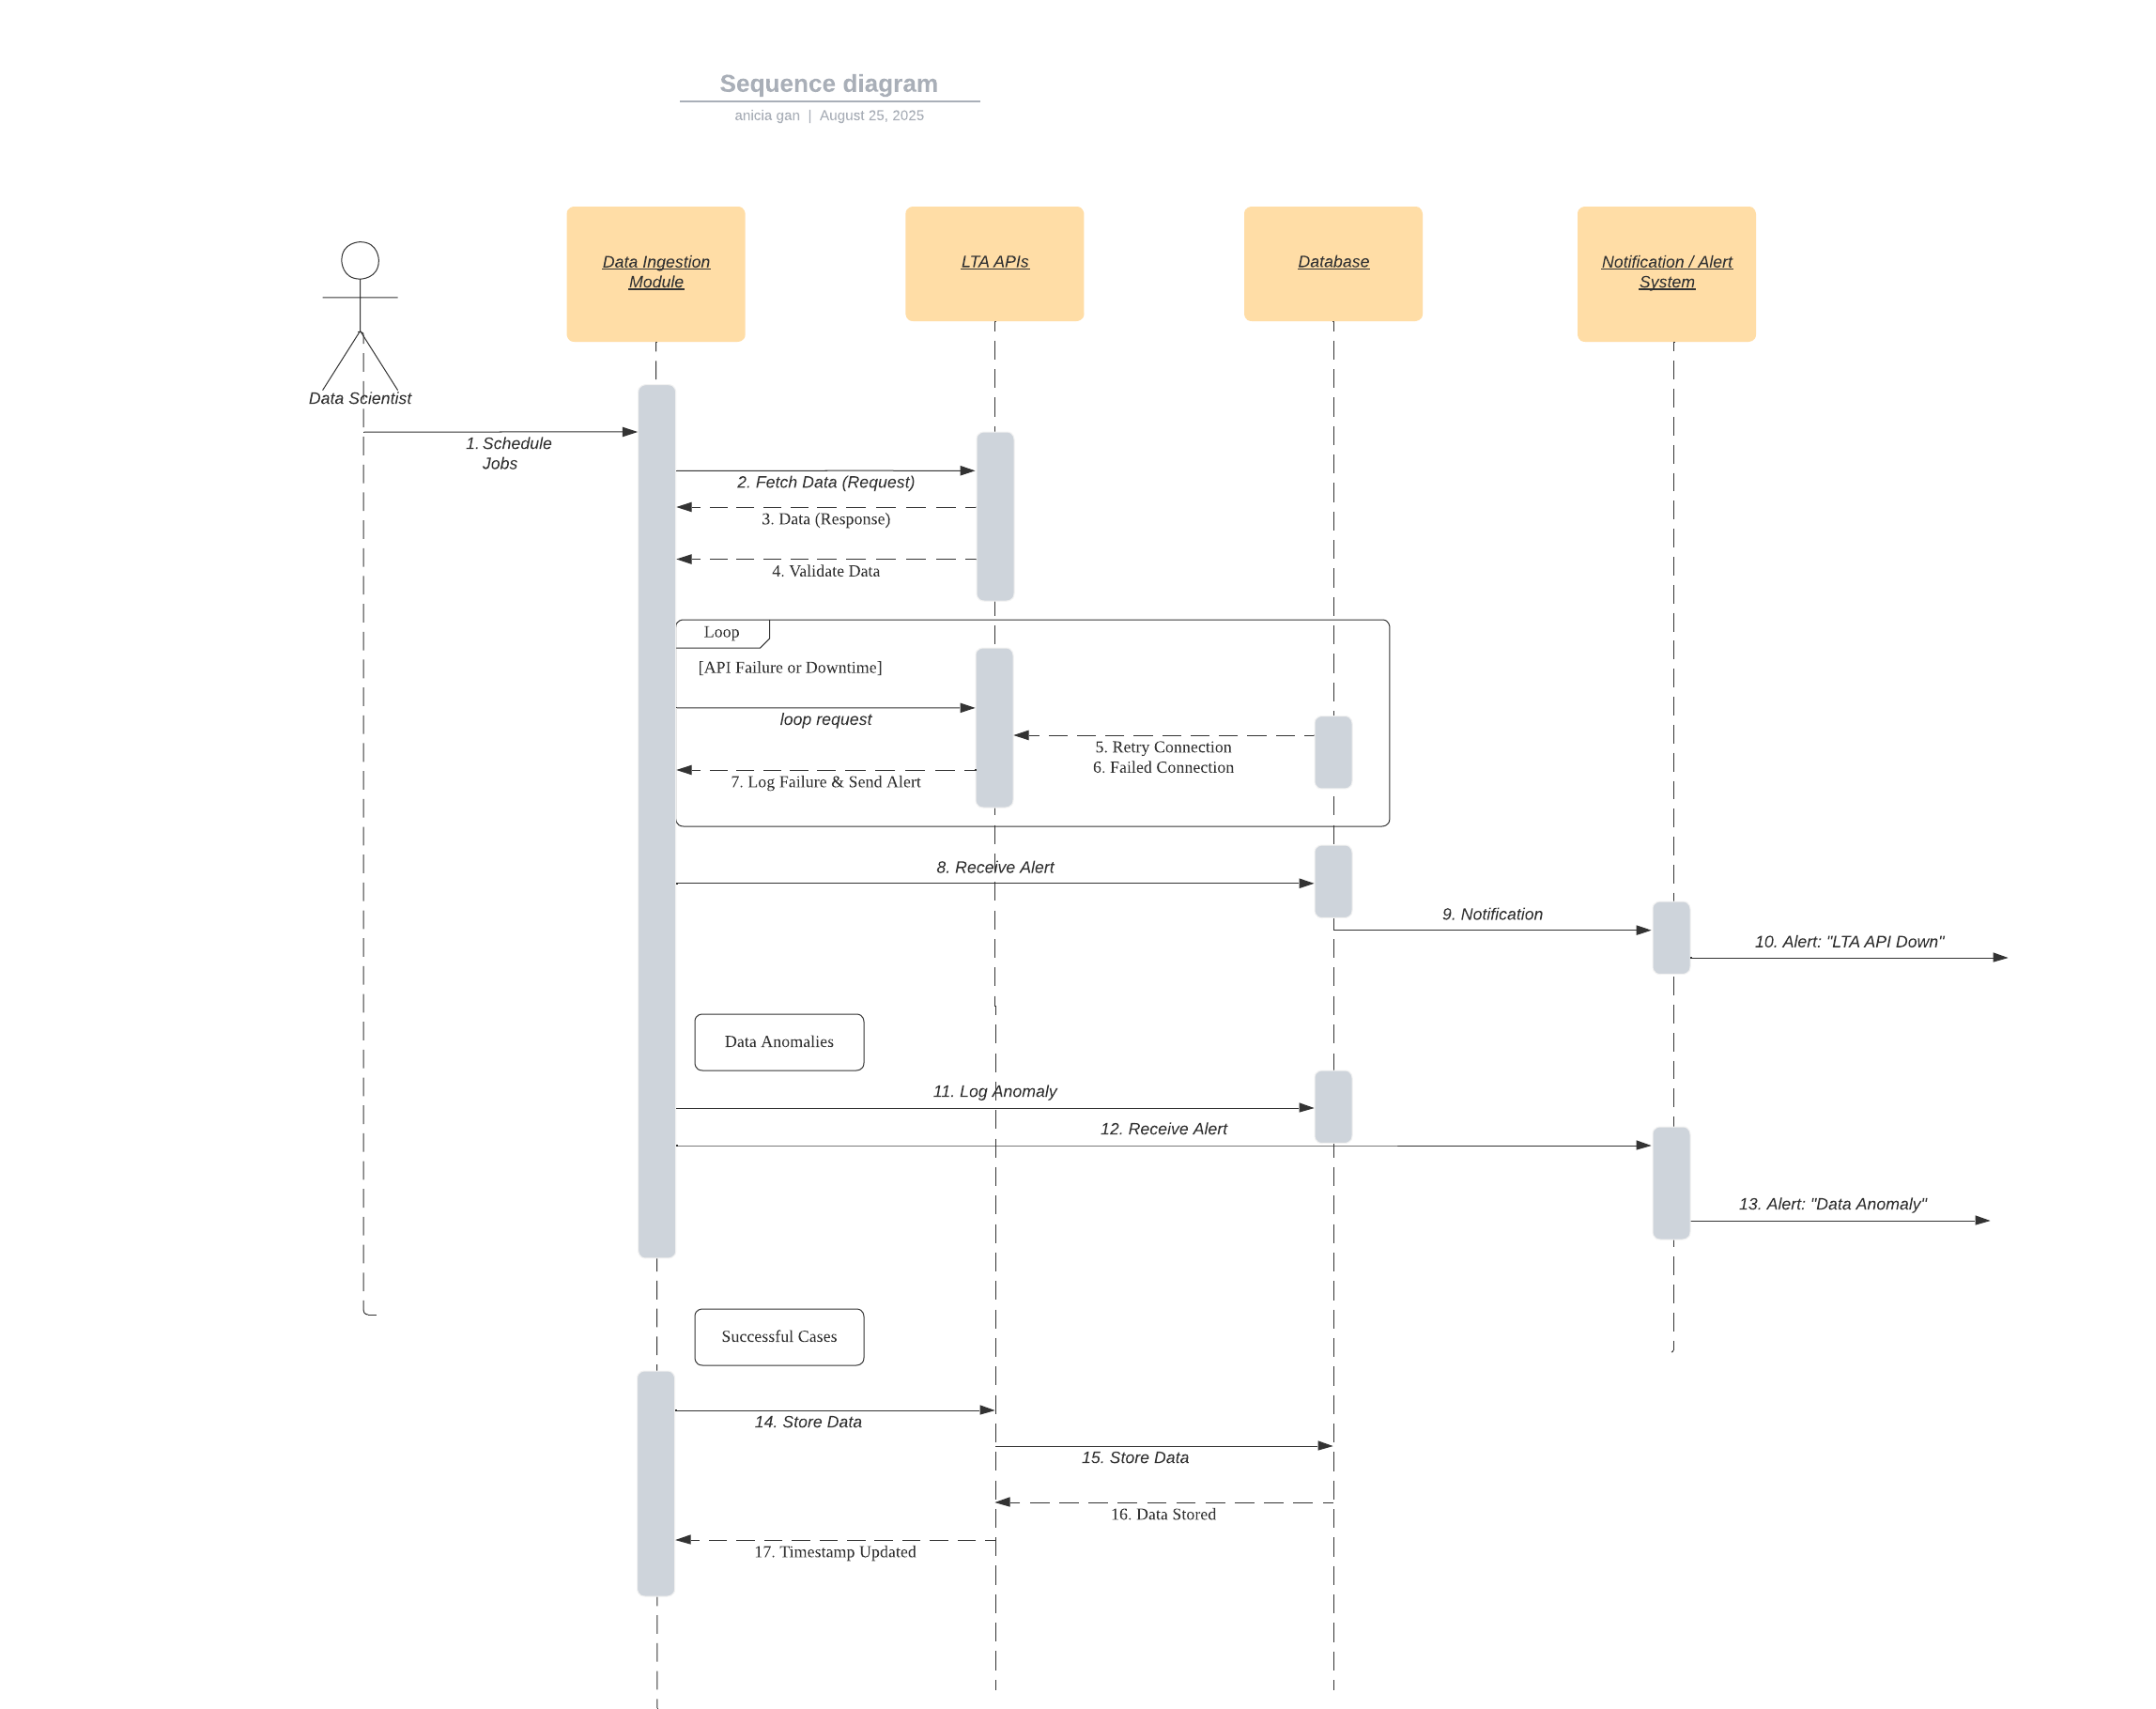 Sequence diagram
anicia gan | August 25, 2025
Data Ingestion
Module
LTA APIs
Database
Notification / Alert
System
Data Scientist
1. Schedule
Jobs
2. Fetch Data (Request)
3. Data (Response)
4. Validate Data
Loop
[API Failure or Downtime]
loop request
5. Retry Connection
6. Failed Connection
7. Log Failure & Send Alert
8. Receive Alert
9. Notification
10. Alert: "LTA API Down"
Data Anomalies
11. Log Anomaly
12. Receive Alert
13. Alert: "Data Anomaly"
Successful Cases
14. Store Data
15. Store Data
16. Data Stored
17. Timestamp Updated